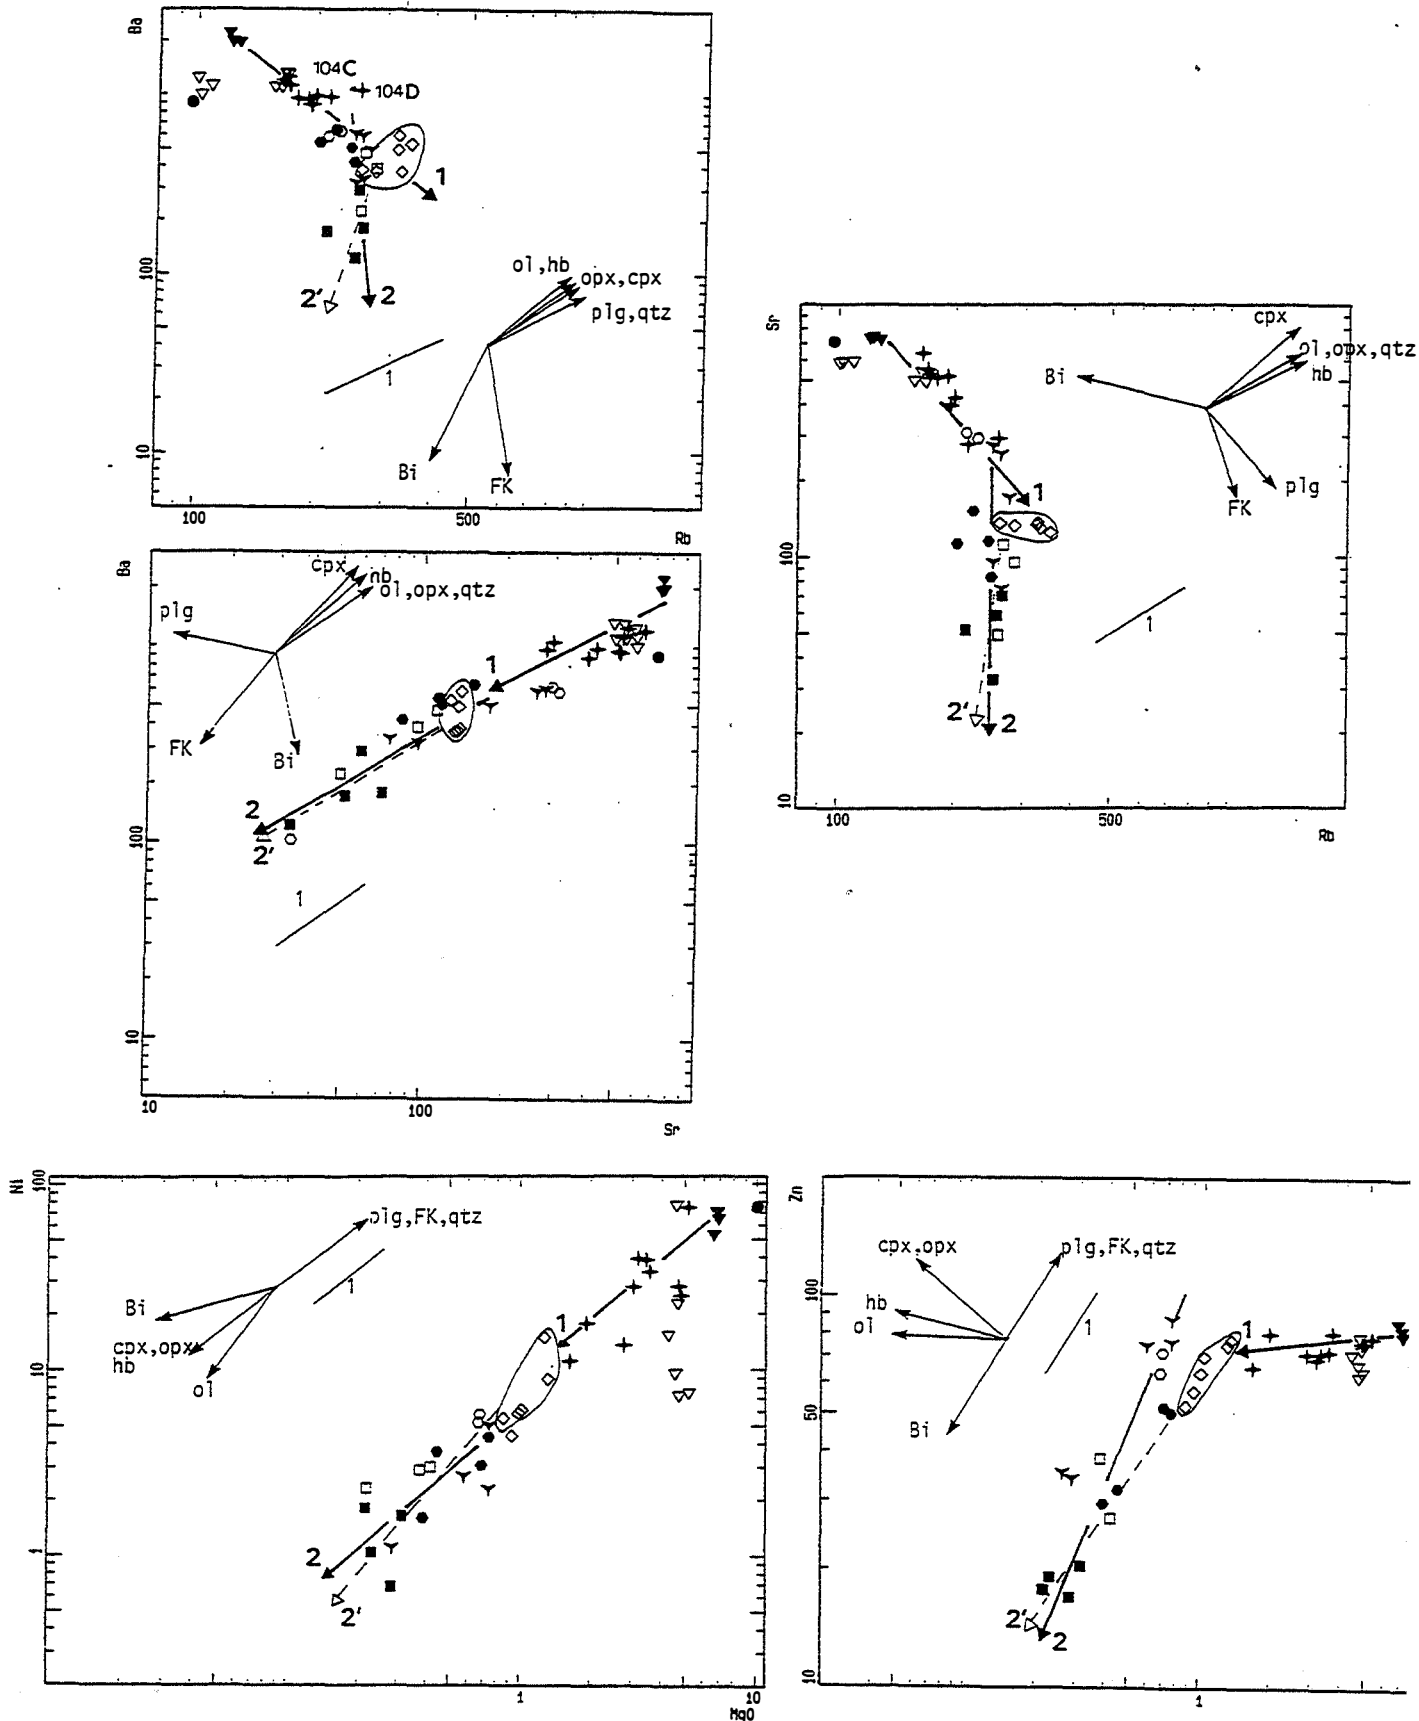 Ba
104C
104D
1
100
ol,hb
opx,cpx
plg,qtz
2'
2
1
10
Bi
FK
100
500
Rb
Sr
cpx
ol,opx,qtz
hb
Bi
plg
FK
1
100
1
2'
2
10
100
500
Rb
Ba
cpx
hb
ol,opx,qtz
plg
1
FK
Bi
2
100
2'
1
10
10
100
Sr
Ni
100
plg,FK,qtz
1
Bi
cpx,opx
hb
ol
1
10
1
2
2'
1
10
MgO
Zn
cpx,opx
plg,FK,qtz
hb
ol
1
100
1
Bi
50
2'
2
10
1